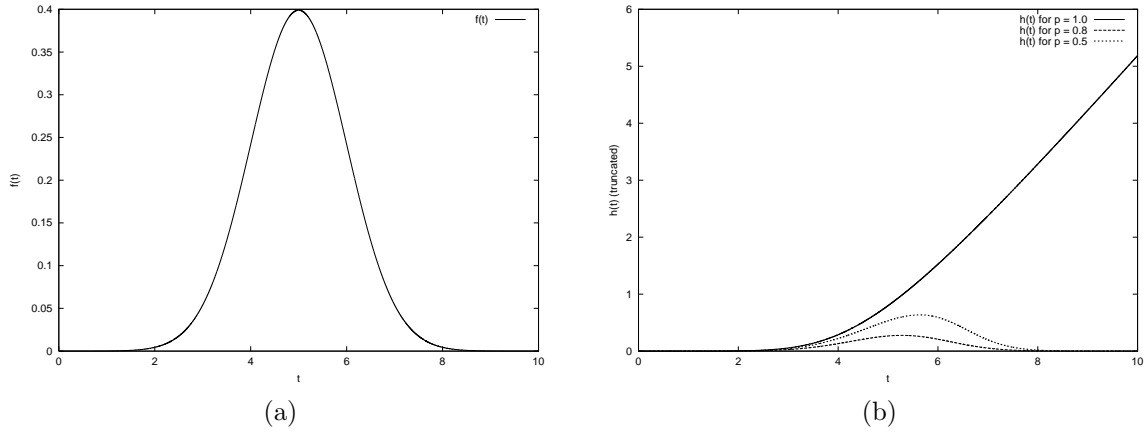 0.4
0.35
0.3
0.25
0.2
0.15
0.1
0.05
0
f(t)
f(t)
0 2 4 6 8 10
t
(a)
6
5
4
3
2
1
0
h(t) (truncated)
h(t) for p = 1.0
h(t) for p = 0.8
h(t) for p = 0.5
0 2 4 6 8 10
t
(b)